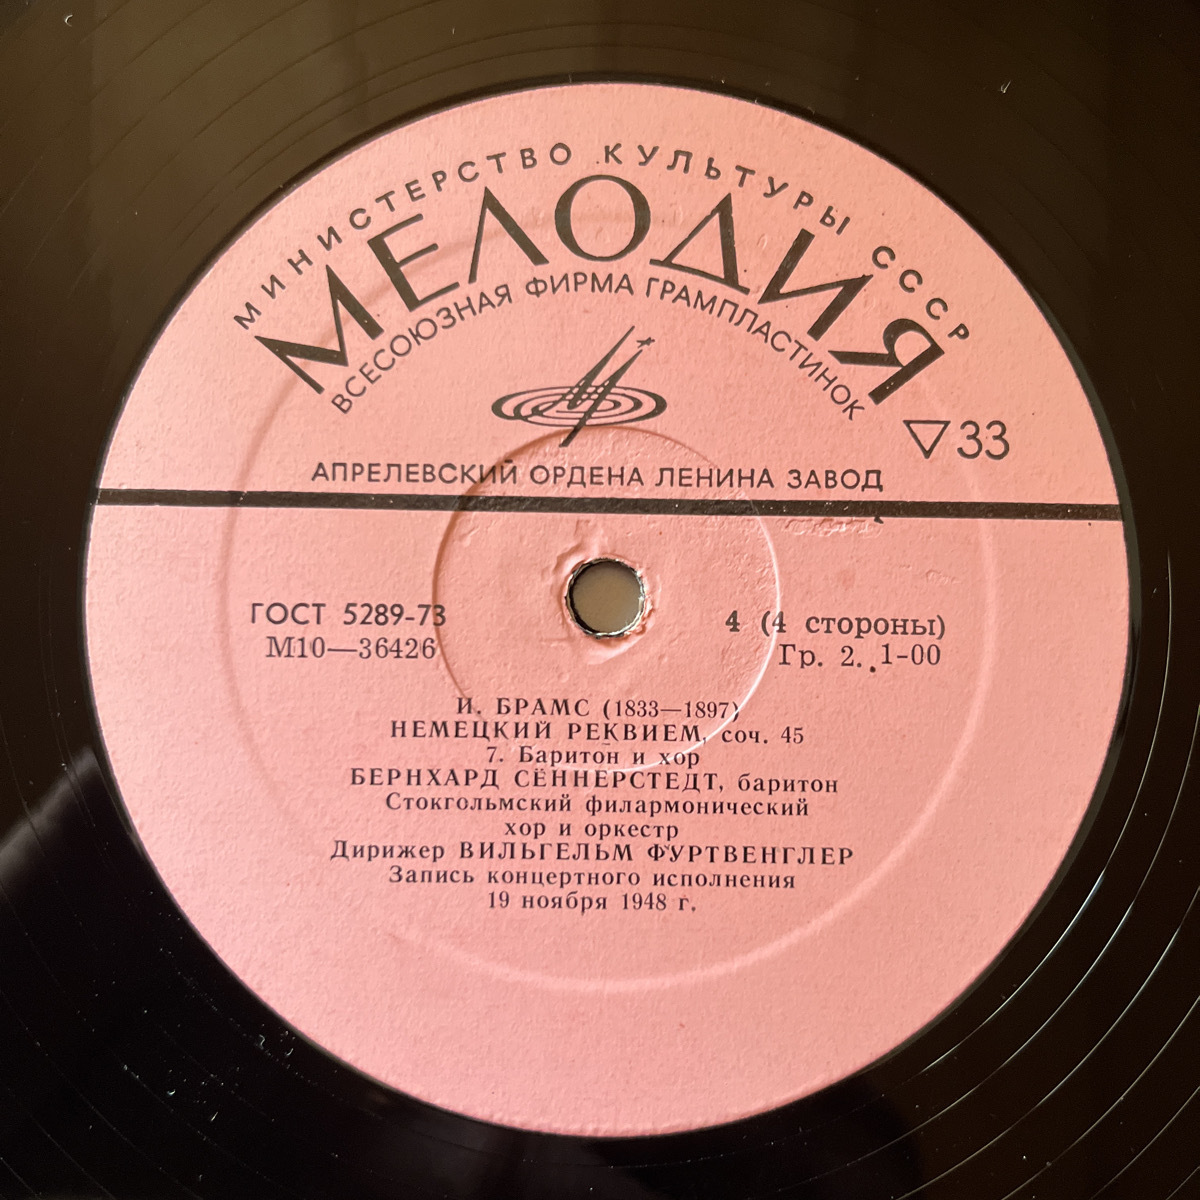 МИНИСТЕРСТВО КУЛЬТУРЫ СССР
МЕЛОДИЯ
ВСЕСОЮЗНАЯ ФИРМА ГРАМПЛАСТИНОК
▽33
АПРЕЛЕВСКИЙ ОРДЕНА ЛЕНИНА ЗАВОД
ГОСТ 5289-73
М10—36426
4 (4 стороны)
Гр. 2. 1-00
И. БРАМС (1833—1897)
НЕМЕЦКИЙ РЕКВИЕМ, соч. 45
7. Баритон и хор
БЕРНХАРД СЁННЕРСТЕДТ, баритон
Стокгольмский филармонический
хор и оркестр
Дирижер ВИЛЬГЕЛЬМ ФУРТВЕНГЛЕР
Запись концертного исполнения
19 ноября 1948 г.